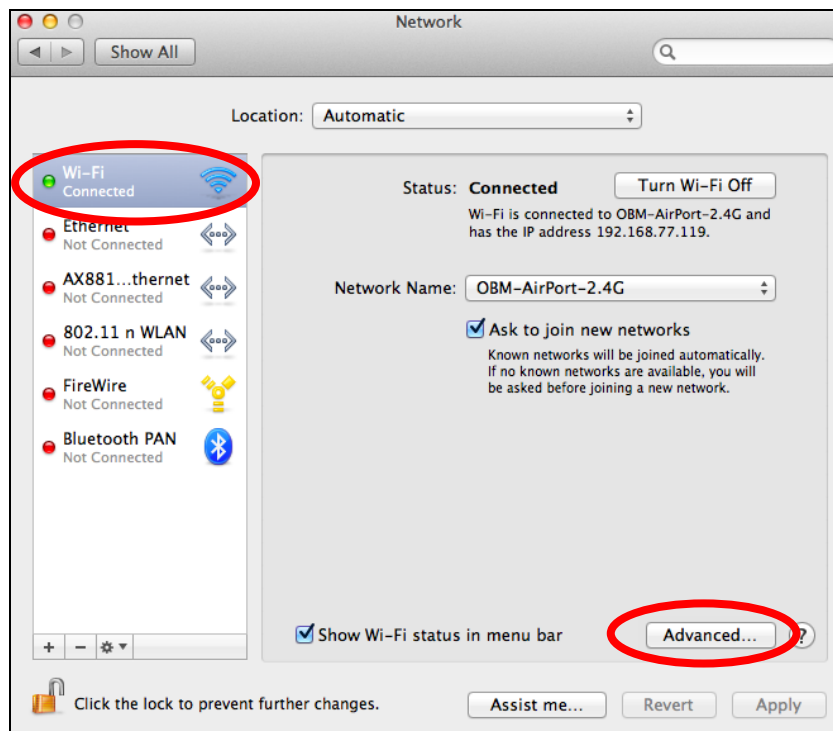 Network
Show All
Location: Automatic
Wi-Fi
Connected
Ethernet
Not Connected
AX881...thernet
Not Connected
802.11 n WLAN
Not Connected
FireWire
Not Connected
Bluetooth PAN
Not Connected
Status: Connected
Turn Wi-Fi Off
Wi-Fi is connected to OBM-AirPort-2.4G and
has the IP address 192.168.77.119.
Network Name: OBM-AirPort-2.4G
Ask to join new networks
Known networks will be joined automatically.
If no known networks are available, you will
be asked before joining a new network.
Show Wi-Fi status in menu bar
Advanced...
?
Click the lock to prevent further changes.
Assist me...
Revert
Apply